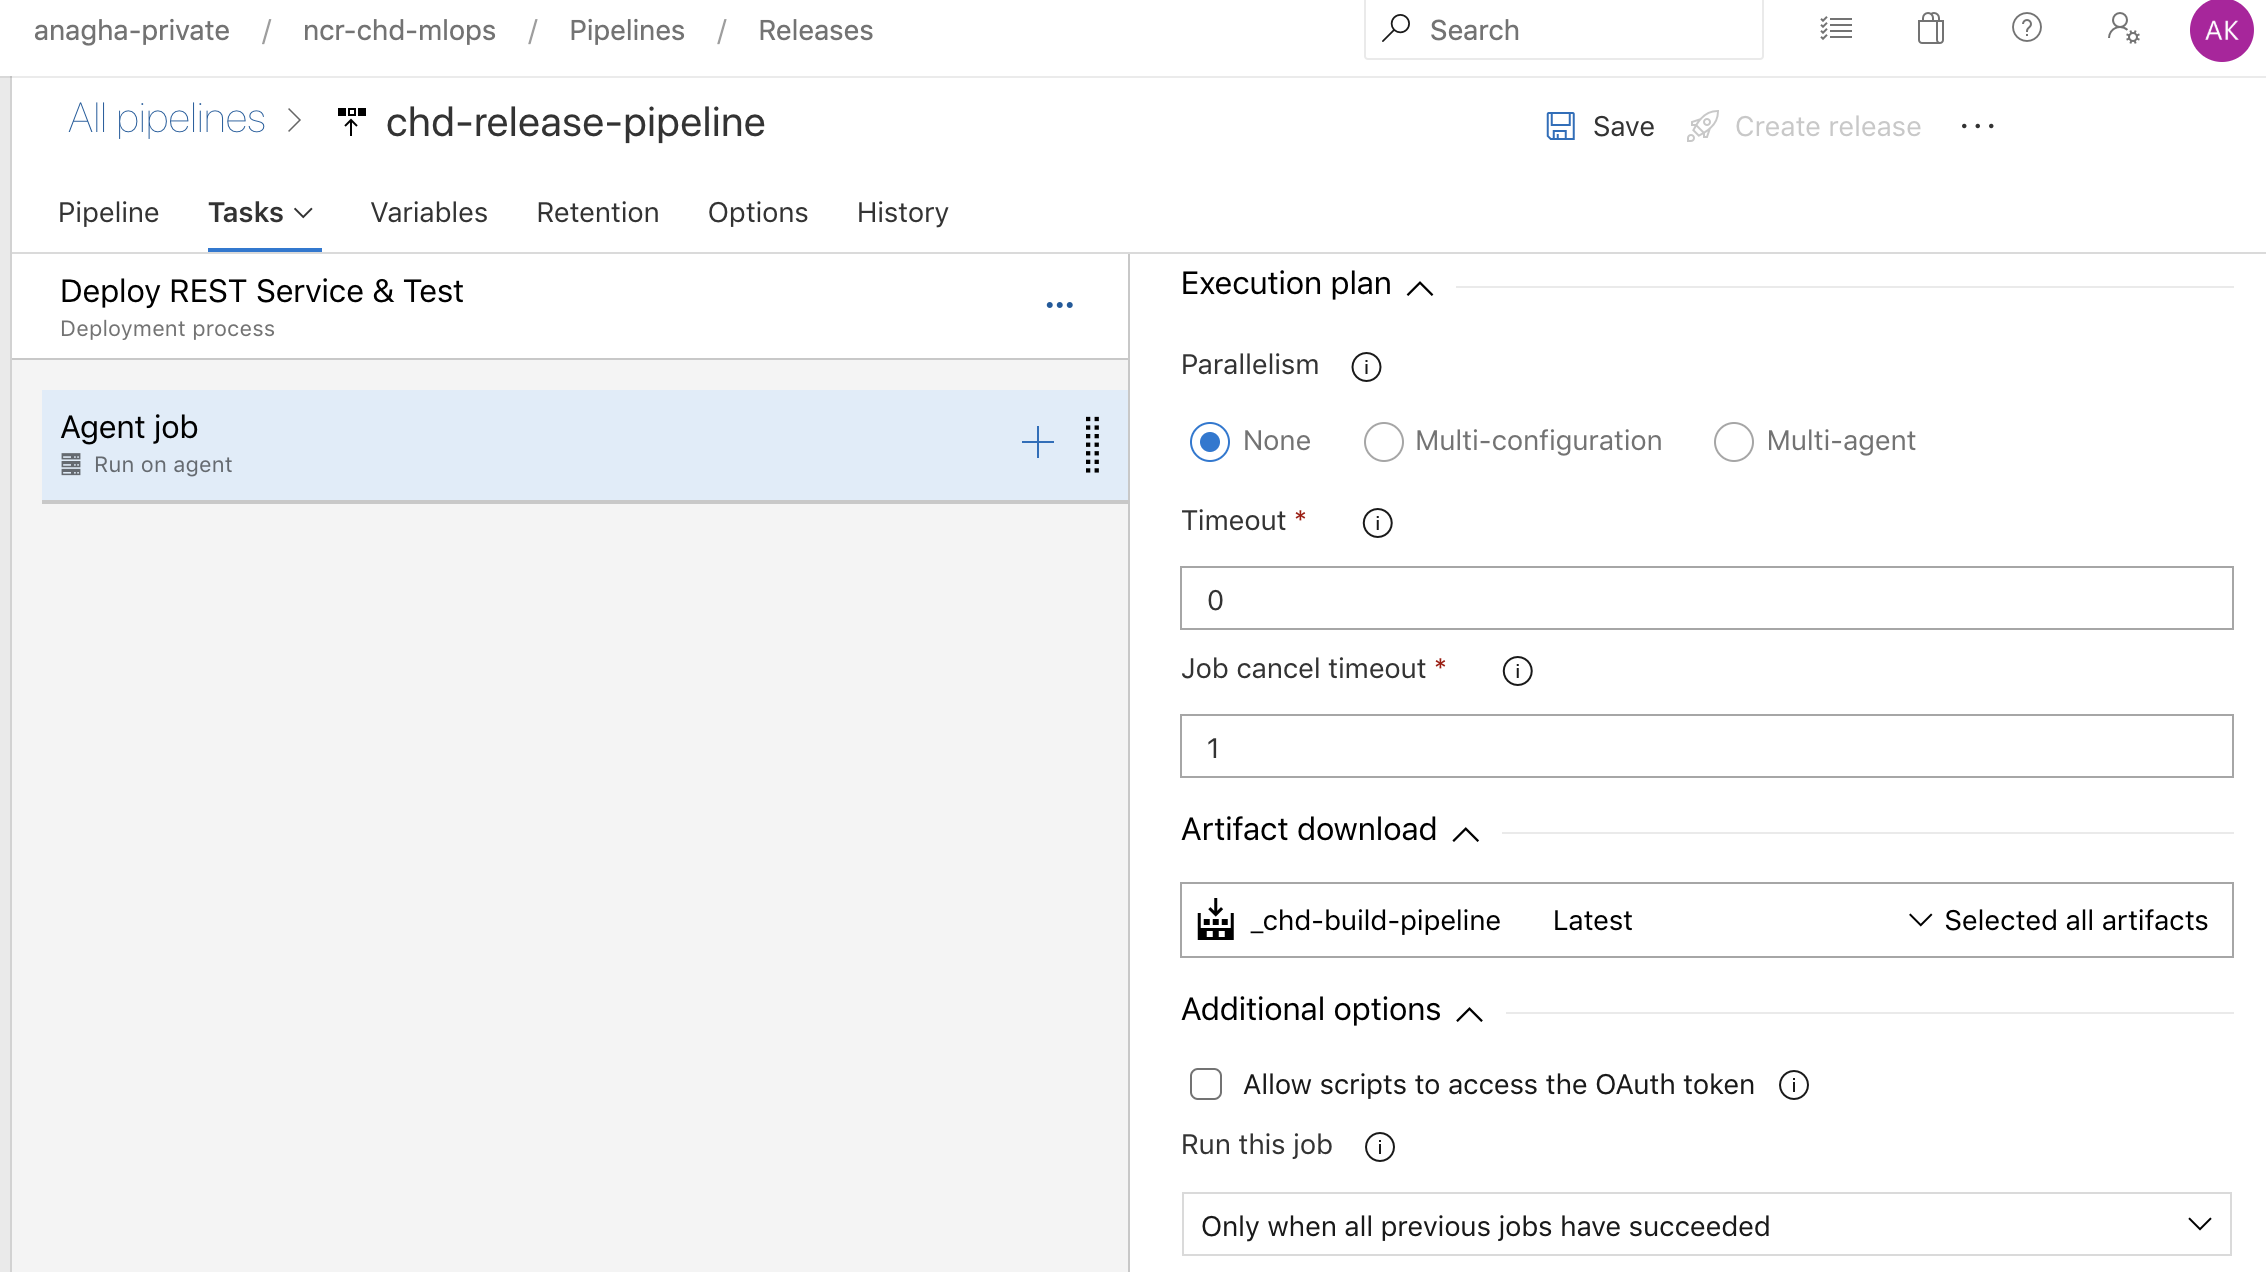 anagha-private / ncr-chd-mlops / Pipelines / Releases
Search
AK
All pipelines > chd-release-pipeline
Save
Create release
Pipeline
Tasks
Variables
Retention
Options
History
Deploy REST Service & Test
Deployment process
Agent job
Run on agent
Execution plan
Parallelism
None
Multi-configuration
Multi-agent
Timeout *
0
Job cancel timeout *
1
Artifact download
_chd-build-pipeline
Latest
Selected all artifacts
Additional options
Allow scripts to access the OAuth token
Run this job
Only when all previous jobs have succeeded